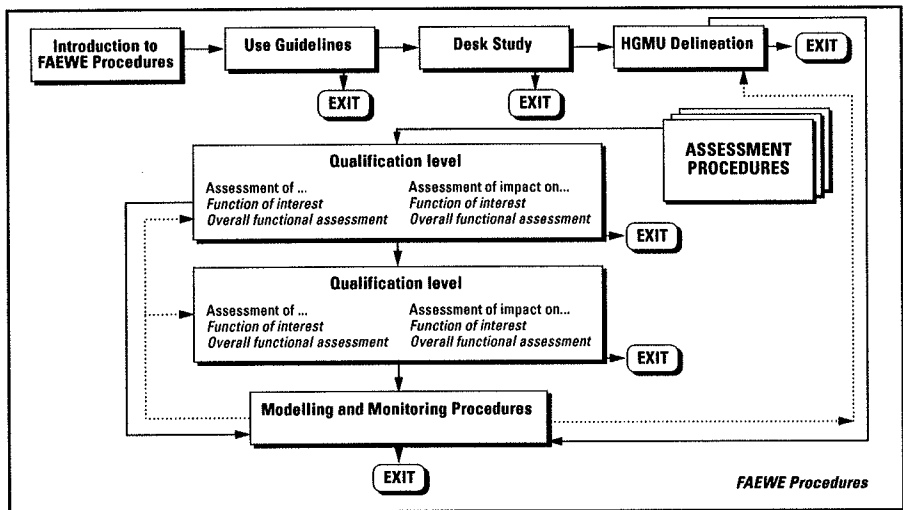 Introduction to
FAEWE Procedures
Use Guidelines
Desk Study
HGMU Delineation
EXIT
EXIT
EXIT
ASSESSMENT
PROCEDURES
Qualification level
Assessment of ...
Function of interest
Overall functional assessment
Assessment of impact on...
Function of interest
Overall functional assessment
EXIT
Qualification level
Assessment of ...
Function of interest
Overall functional assessment
Assessment of impact on...
Function of interest
Overall functional assessment
EXIT
Modelling and Monitoring Procedures
EXIT
FAEWE Procedures